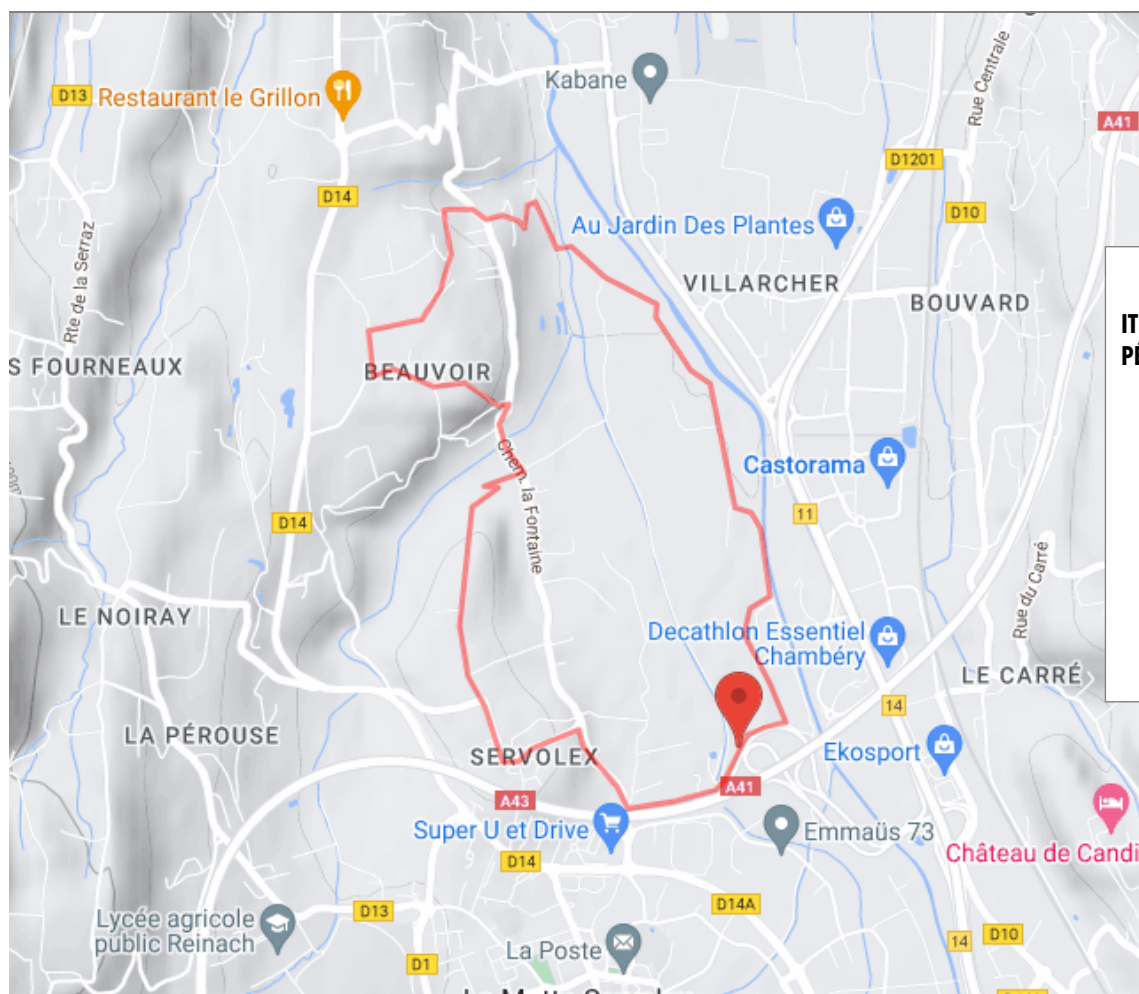 Kabane
D13
Restaurant le Grillon
Rue Centrale
A41
D1201
D14
D10
Au Jardin Des Plantes
Rte de la Serraz
VILLARCHER
BOUVARD
IT
PÉ
S FOURNEAUX
BEAUVOIR
Chem. la Fontaine
Castorama
11
D14
Rue du Carré
LE NOIRAY
Decathlon Essentiel
Chambéry
LE CARRÉ
14
LA PÉROUSE
SERVOLEX
Ekosport
A43
A41
Super U et Drive
Emmaüs 73
Château de Candi
D14
D14A
Lycée agricole
public Reinach
D13
La Poste
14
D10
D1